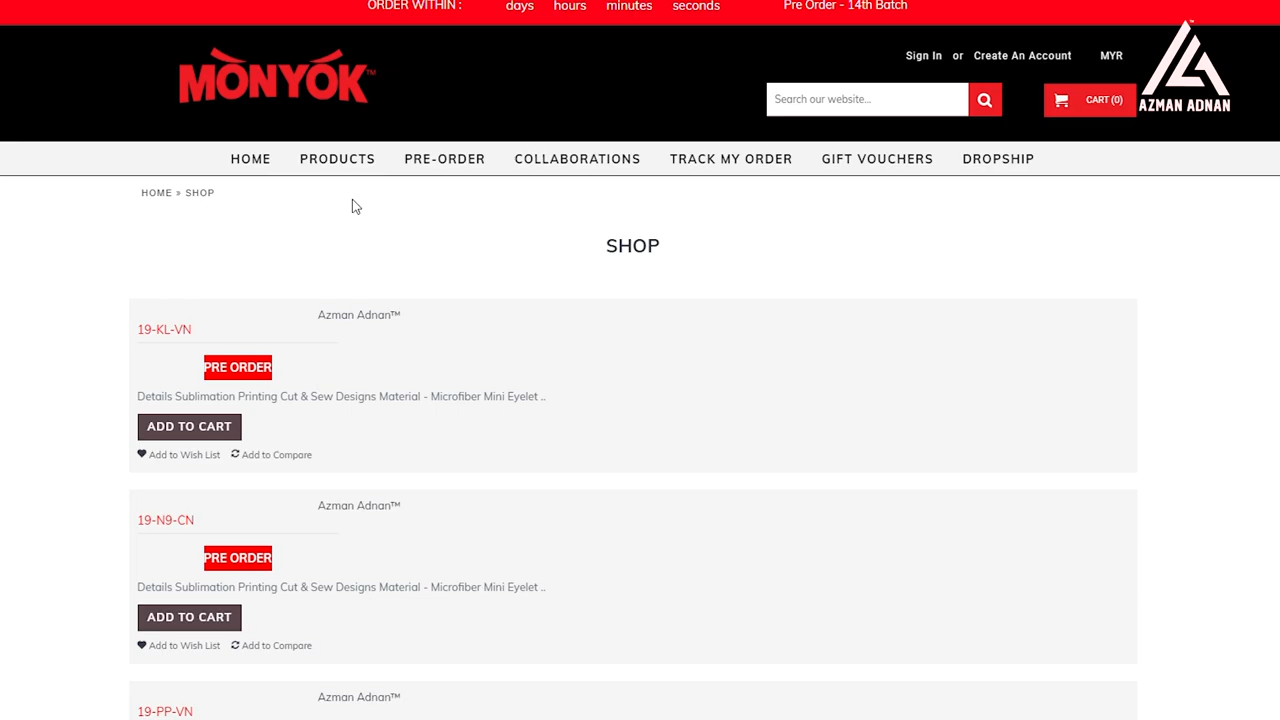 ORDER WITHIN : days hours minutes seconds Pre Order - 14th Batch
MONYOK™
Sign In or Create An Account MYR
Search our website...
CART (0)
AZMAN ADNAN
HOME PRODUCTS PRE-ORDER COLLABORATIONS TRACK MY ORDER GIFT VOUCHERS DROPSHIP
HOME » SHOP
SHOP
Azman Adnan™
19-KL-VN
PRE ORDER
Details Sublimation Printing Cut & Sew Designs Material - Microfiber Mini Eyelet ..
ADD TO CART
Add to Wish List Add to Compare
Azman Adnan™
19-N9-CN
PRE ORDER
Details Sublimation Printing Cut & Sew Designs Material - Microfiber Mini Eyelet ..
ADD TO CART
Add to Wish List Add to Compare
Azman Adnan™
19-PP-VN